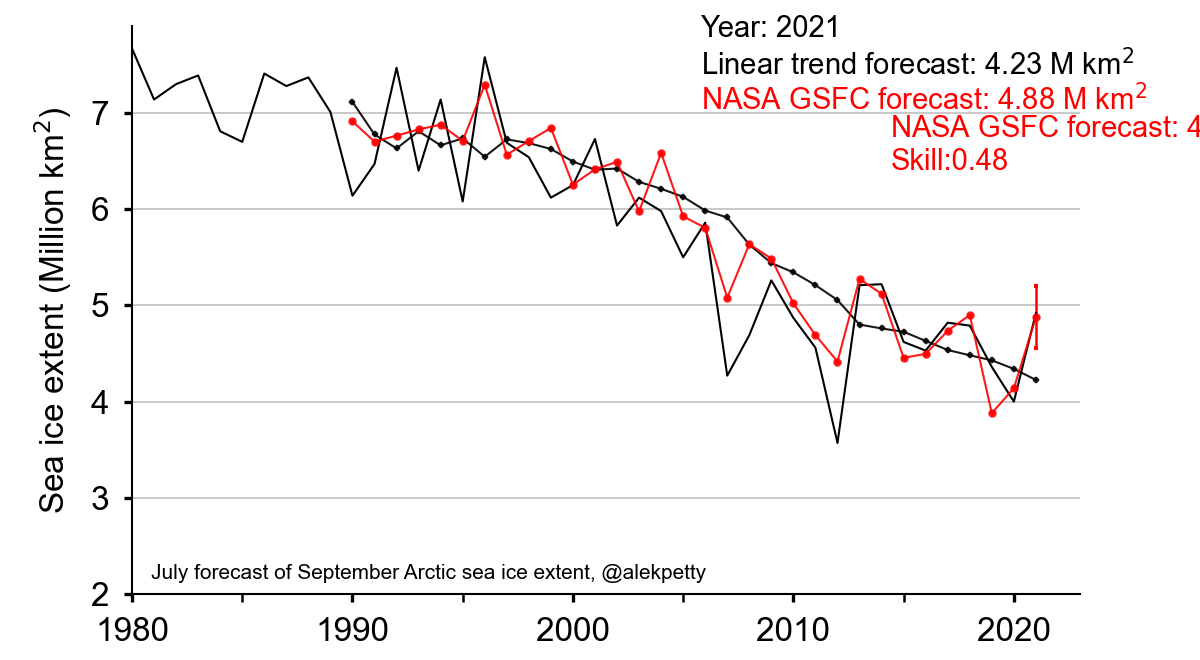 Year: 2021
Linear trend forecast: 4.23 M km²
NASA GSFC forecast: 4.88 M km²
NASA GSFC forecast: 4
Skill:0.48
Sea ice extent (Million km²)
7
6
5
4
3
2
July forecast of September Arctic sea ice extent, @alekpetty
1980 1990 2000 2010 2020